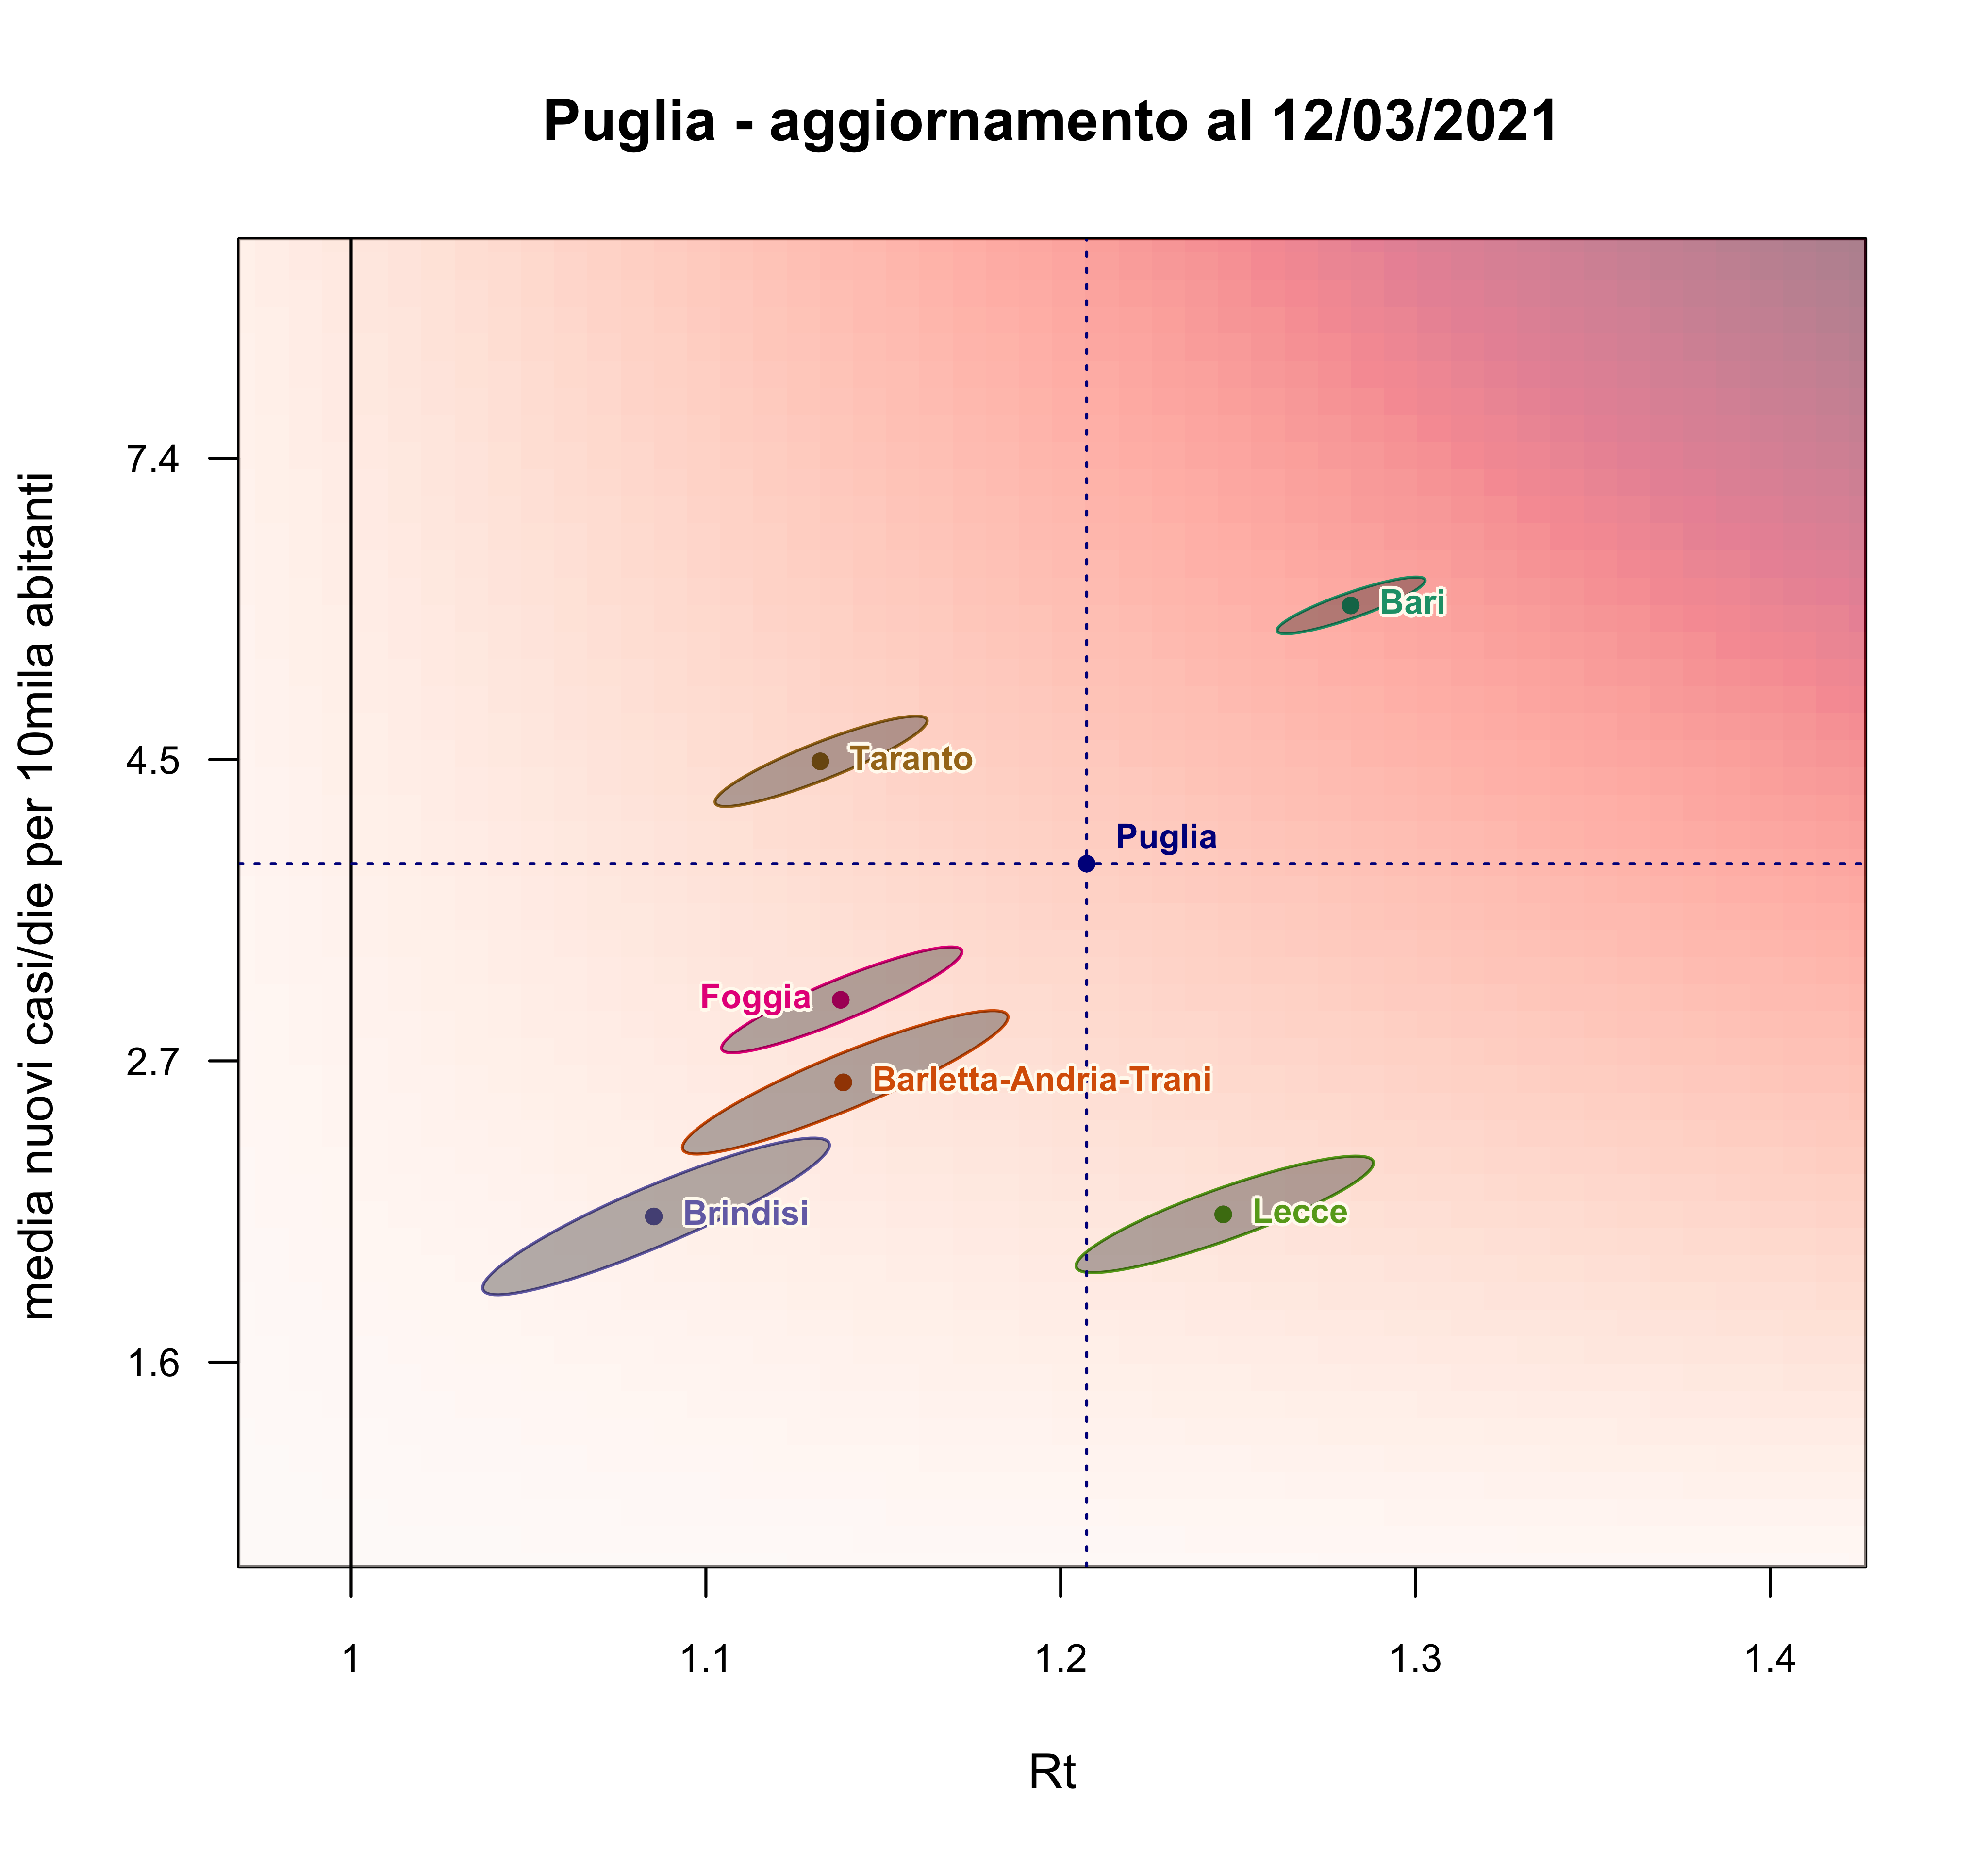 Puglia - aggiornamento al 12/03/2021
media nuovi casi/die per 10mila abitanti
7.4
4.5
2.7
1.6
Bari
Taranto
Puglia
Foggia
Barletta-Andria-Trani
Brindisi
Lecce
1
1.1
1.2
1.3
1.4
Rt